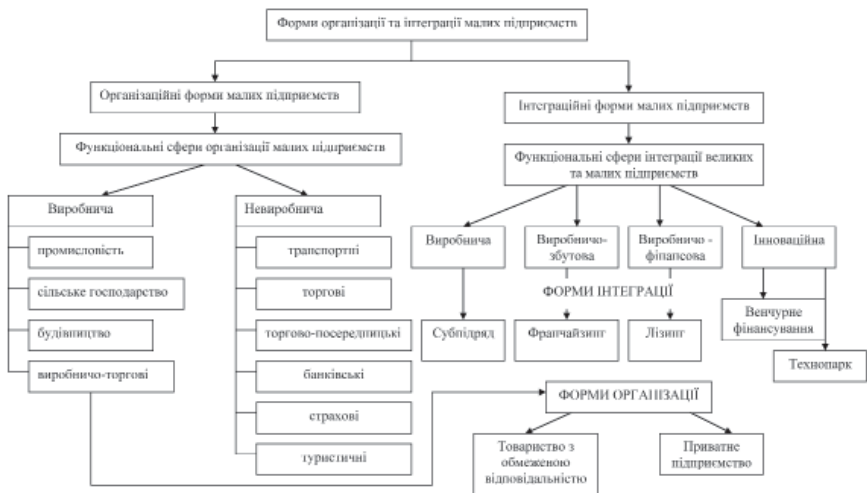 Форми організації та інтеграції малих підприємств
Організаційні форми малих підприємств
Інтеграційні форми малих підприємств
Функціональні сфери організації малих підприємств
Функціональні сфери інтеграції великих
та малих підприємств
Виробнича
промисловість
сільське господарство
будівництво
виробничо-торгові
Невиробнича
транспортні
торгові
торгово-посередницькі
банківські
страхові
туристичні
Виробнича
Виробничо-
збутова
Виробничо -
фінансова
Інноваційна
ФОРМИ ІНТЕГРАЦІЇ
Субпідряд
Франчайзинг
Лізинг
Венчурне
фінансування
Технопарк
ФОРМИ ОРГАНІЗАЦІЇ
Товариство з
обмеженою
відповідальністю
Приватне
підприємство